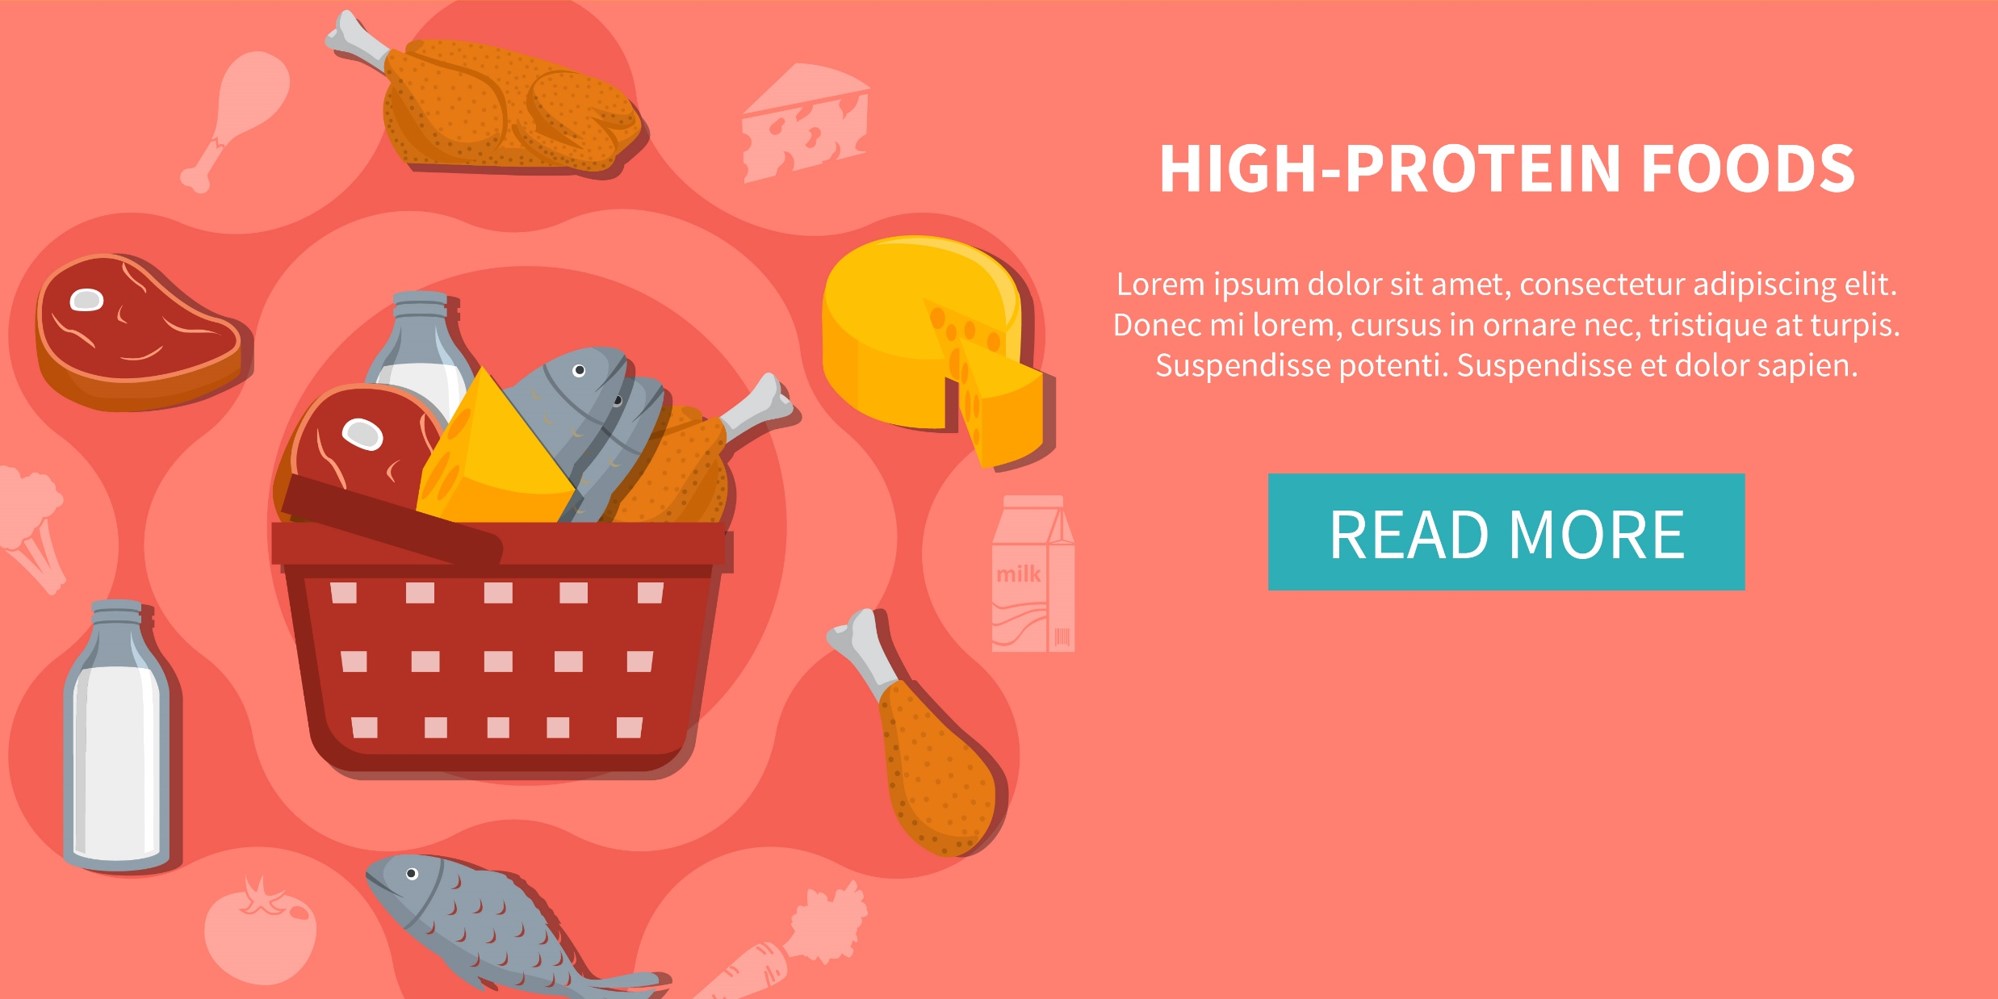 HIGH-PROTEIN FOODS
Lorem ipsum dolor sit amet, consectetur adipiscing elit.
Donec mi lorem, cursus in ornare nec, tristique at turpis.
Suspendisse potenti. Suspendisse et dolor sapien.
READ MORE
milk